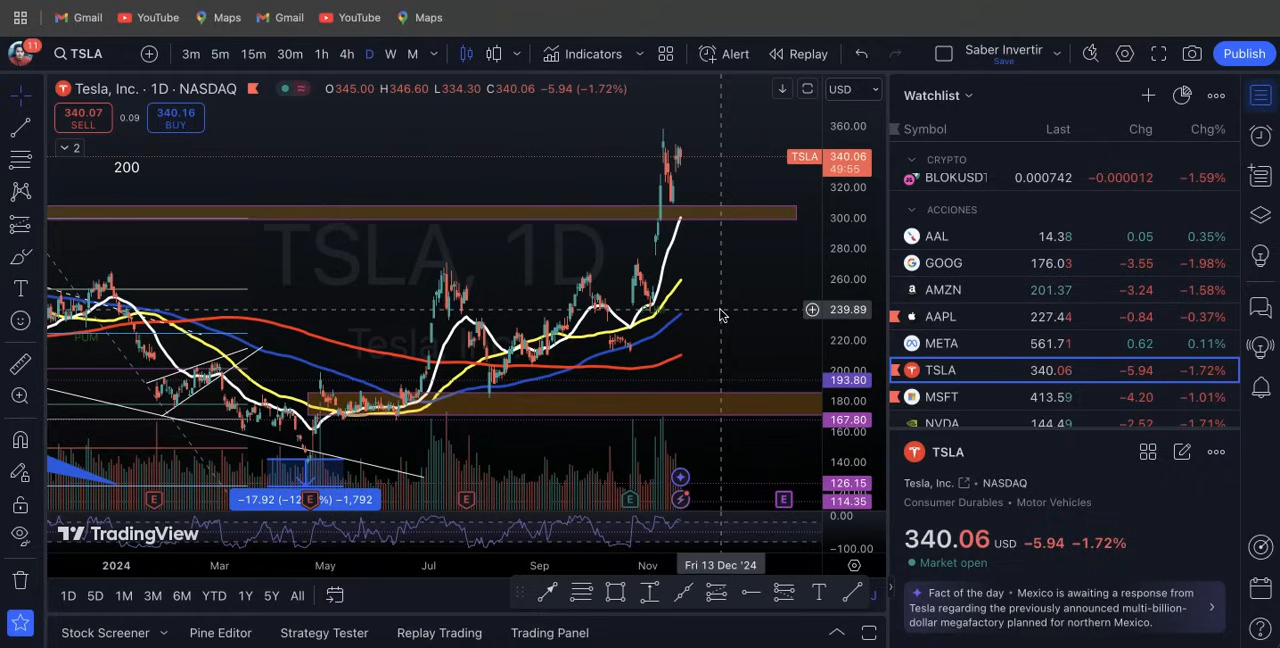 Gmail YouTube Maps Gmail YouTube Maps
11
TSLA 3m 5m 15m 30m 1h 4h D W M Indicators Alert Replay Saber Invertir Save Publish
Tesla, Inc. · 1D · NASDAQ O345.00 H346.60 L334.30 C340.06 −5.94 (−1.72%) USD
340.07 SELL 0.09 340.16 BUY
2
200
TSLA, 1D
Tesla, Inc.
PUM
360.00
TSLA 340.06
49:55
320.00
300.00
280.00
260.00
239.89
220.00
200.00
193.80
180.00
167.80
160.00
140.00
126.15
114.35
0.00
−100.00
−17.92 (−12. %) −1,792
E E E E E
TradingView
2024 Mar May Jul Sep Nov Fri 13 Dec '24
1D 5D 1M 3M 6M YTD 1Y 5Y All
Stock Screener Pine Editor Strategy Tester Replay Trading Trading Panel
Watchlist
Symbol Last Chg Chg%
CRYPTO
BLOKUSDT 0.000742 −0.000012 −1.59%
ACCIONES
AAL 14.38 0.05 0.35%
GOOG 176.03 −3.55 −1.98%
AMZN 201.37 −3.24 −1.58%
AAPL 227.44 −0.84 −0.37%
META 561.71 0.62 0.11%
TSLA 340.06 −5.94 −1.72%
MSFT 413.59 −4.20 −1.01%
NVDA 144.49 −2.52 −1.71%
TSLA
Tesla, Inc. • NASDAQ
Consumer Durables • Motor Vehicles
340.06 USD −5.94 −1.72%
Market open
Fact of the day • Mexico is awaiting a response from
Tesla regarding the previously announced multi-billion-
dollar megafactory planned for northern Mexico.